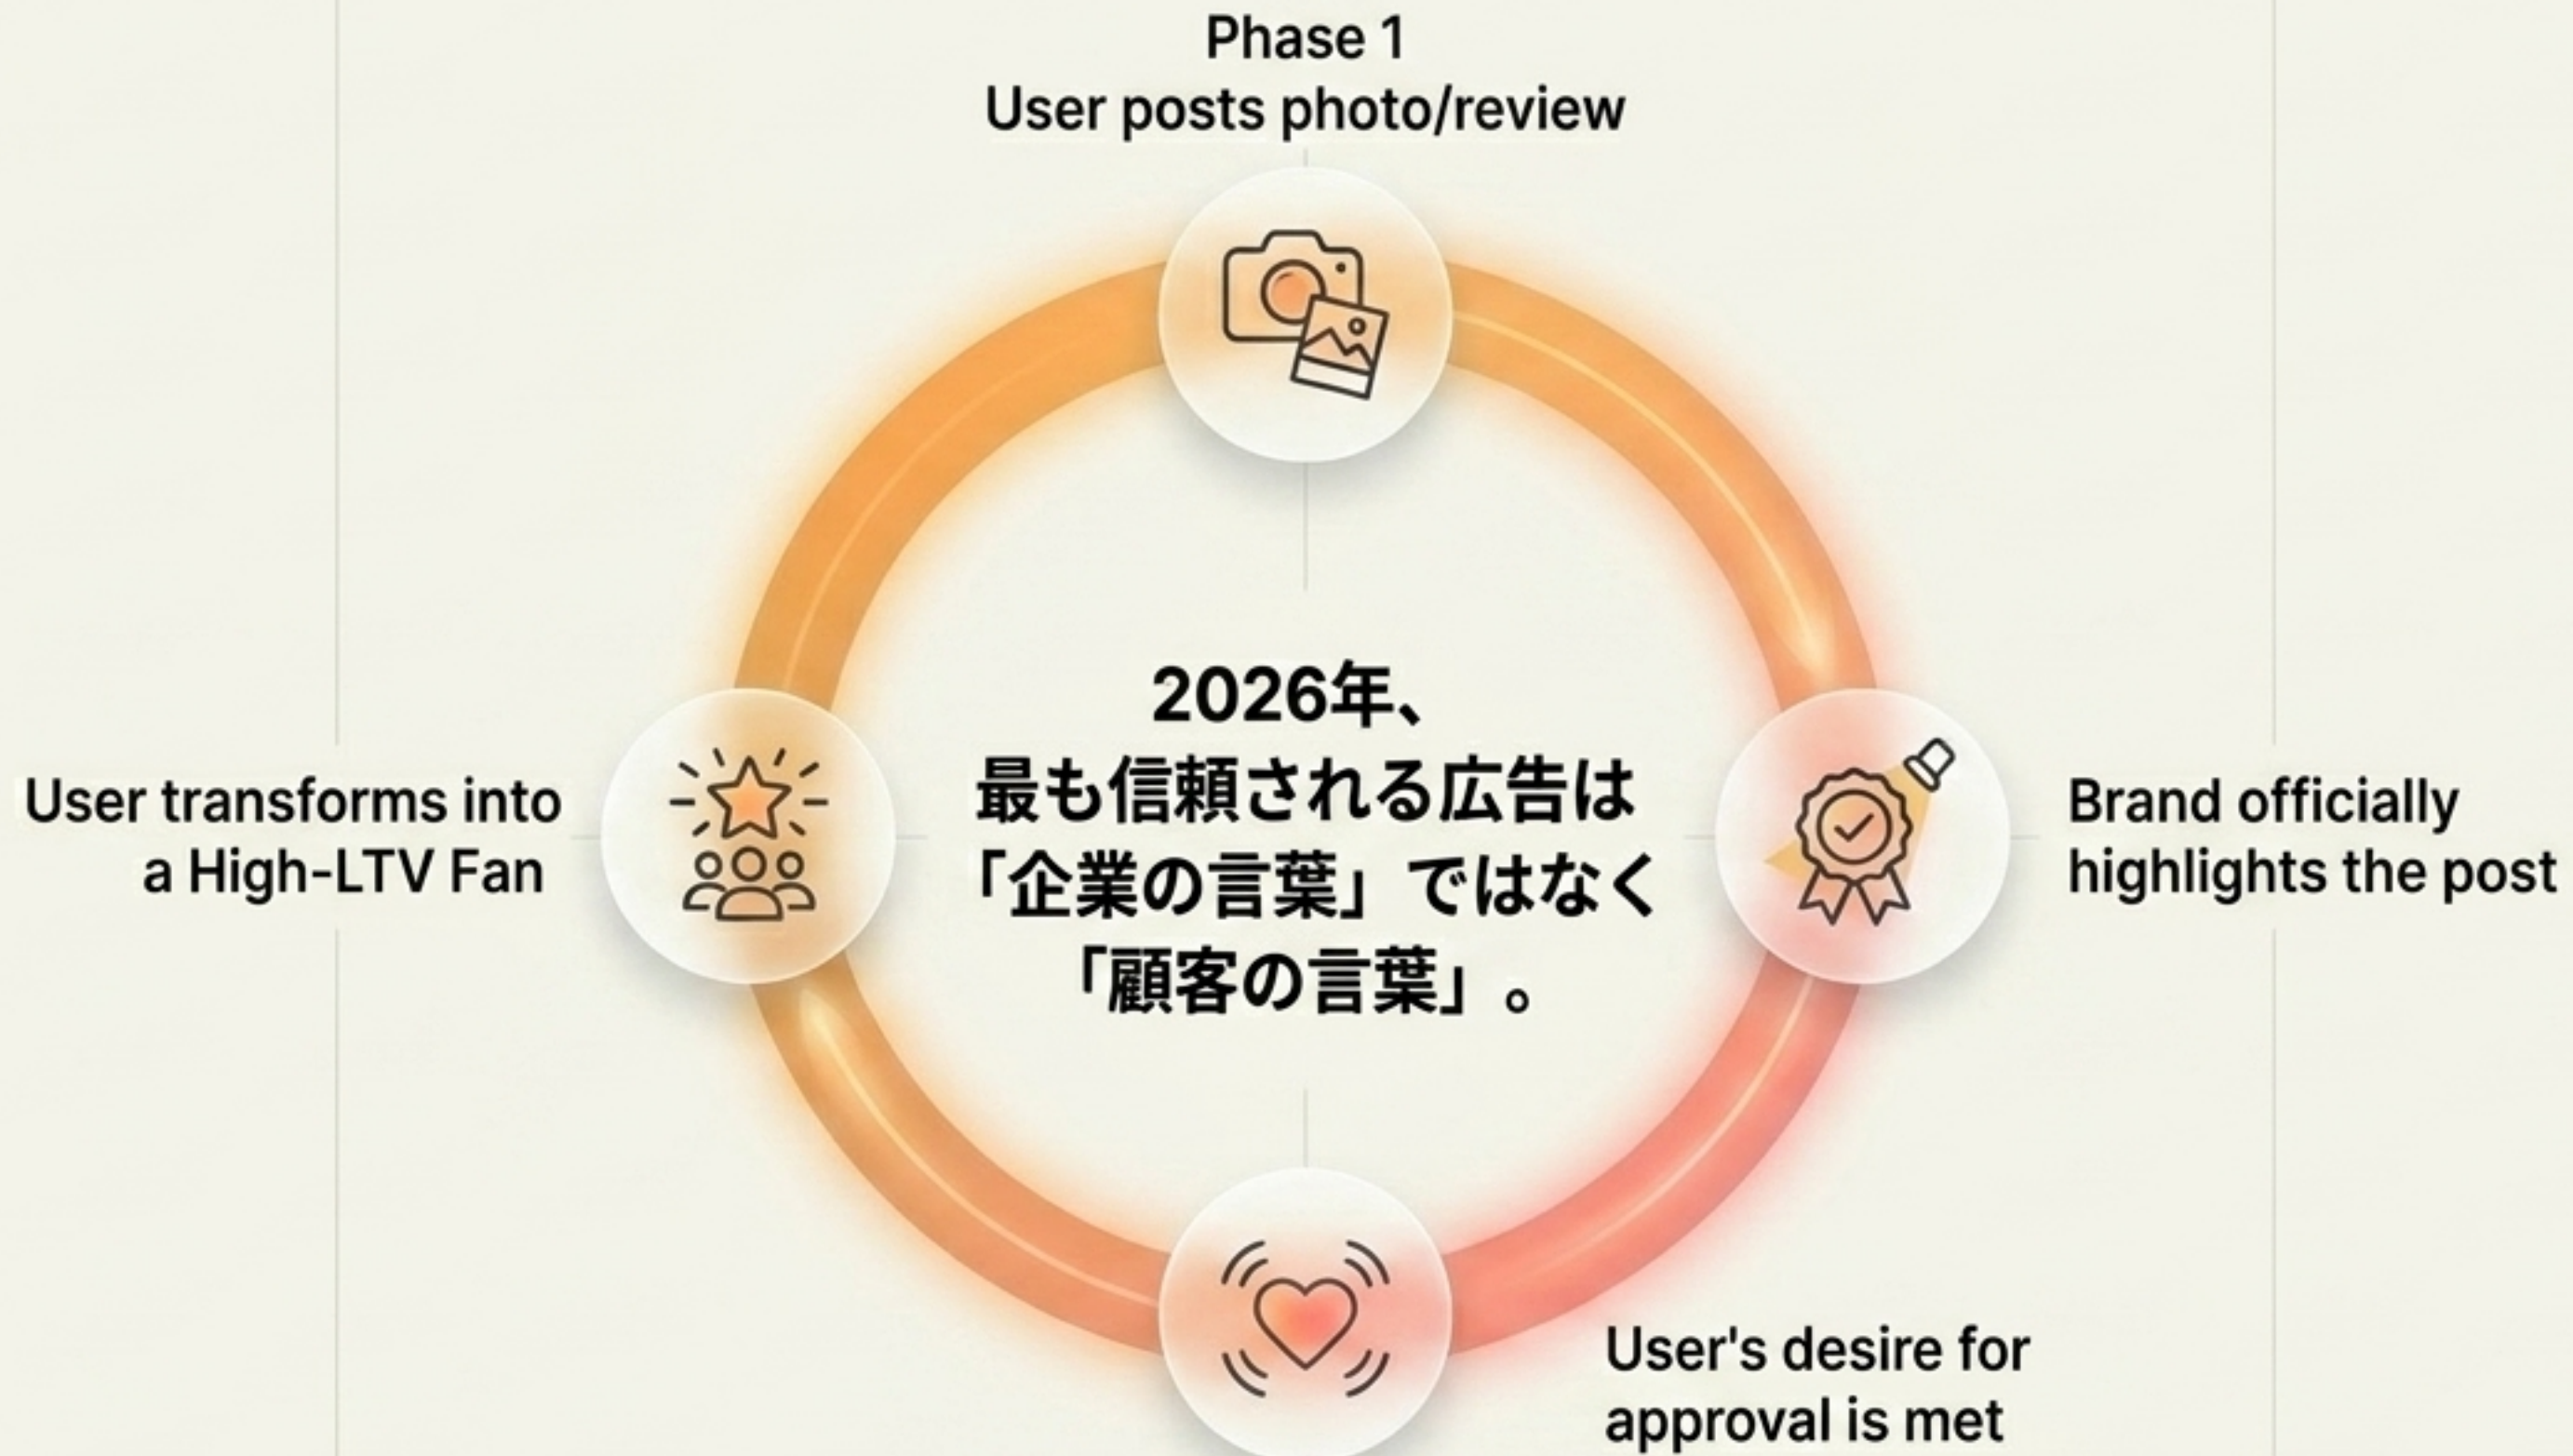 Phase 1
User posts photo/review
2026年、
最も信頼される広告は
「企業の言葉」ではなく
「顧客の言葉」。
User transforms into
a High-LTV Fan
Brand officially
highlights the post
User's desire for
approval is met